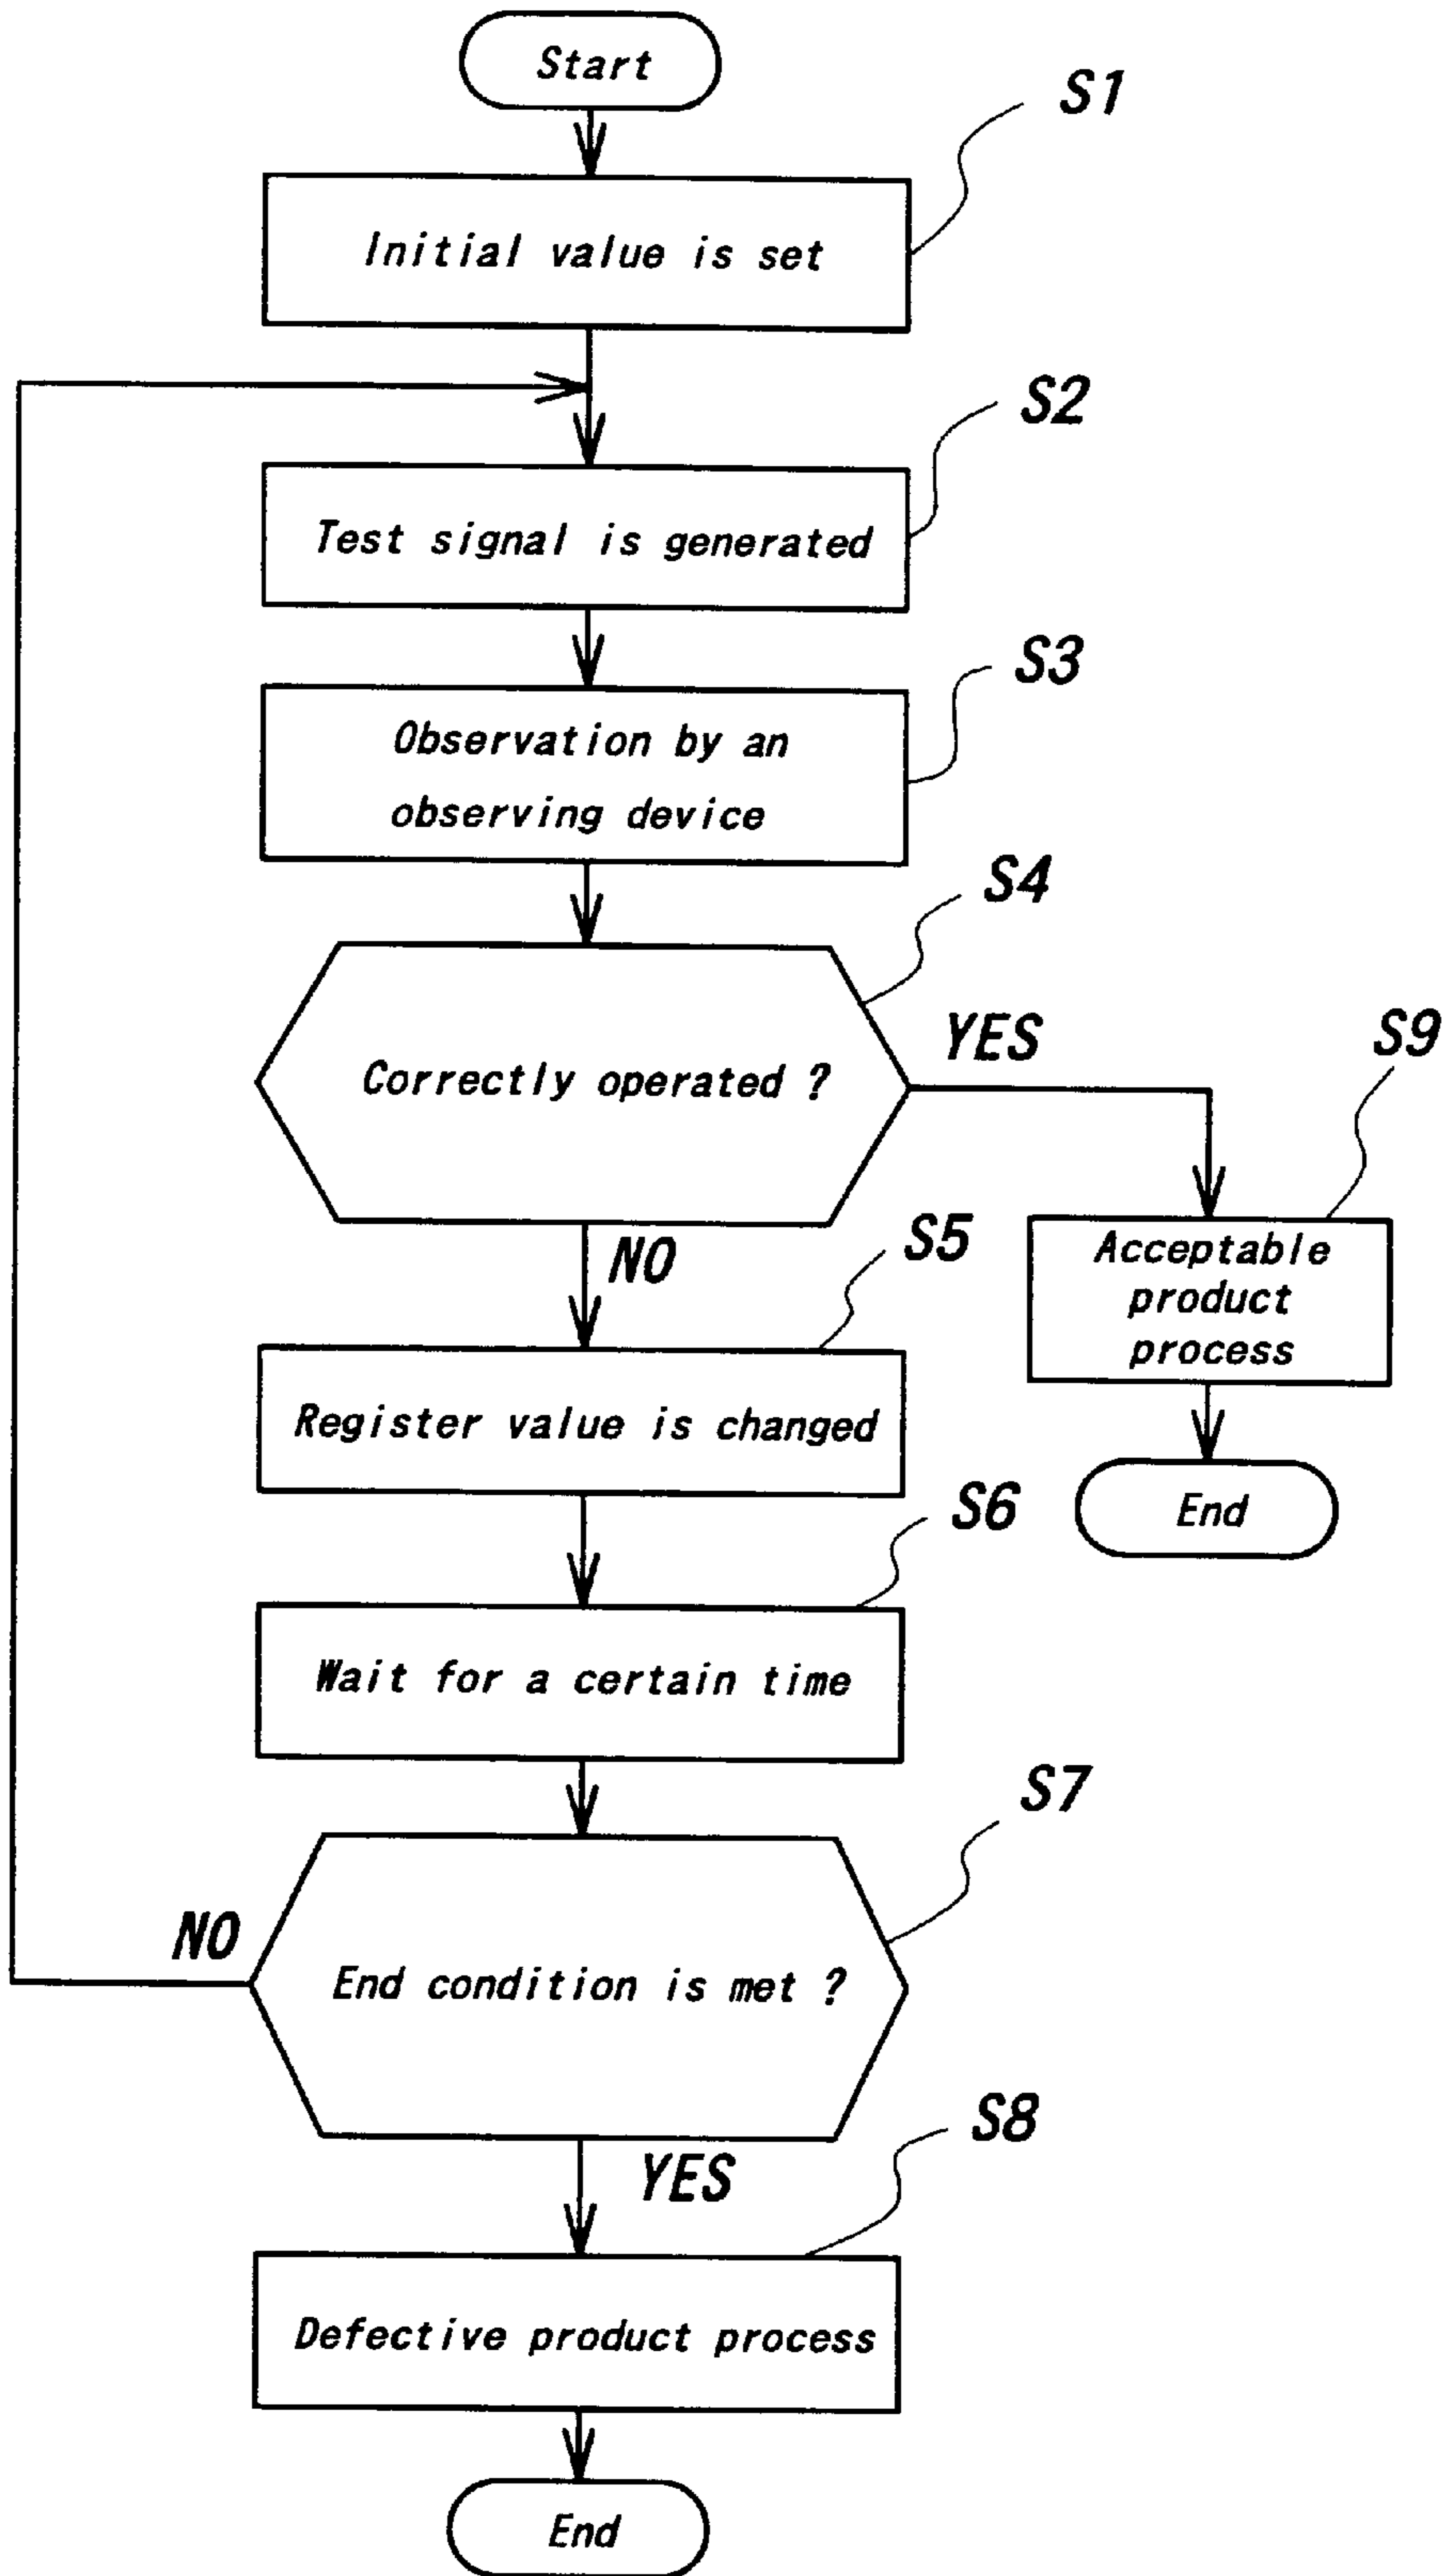 Start
S1
Initial value is set
S2
Test signal is generated
S3
Observation by an
observing device
S4
Correctly operated ?
YES
S9
Acceptable
product
process
End
NO
S5
Register value is changed
S6
Wait for a certain time
S7
NO
End condition is met ?
YES
S8
Defective product process
End